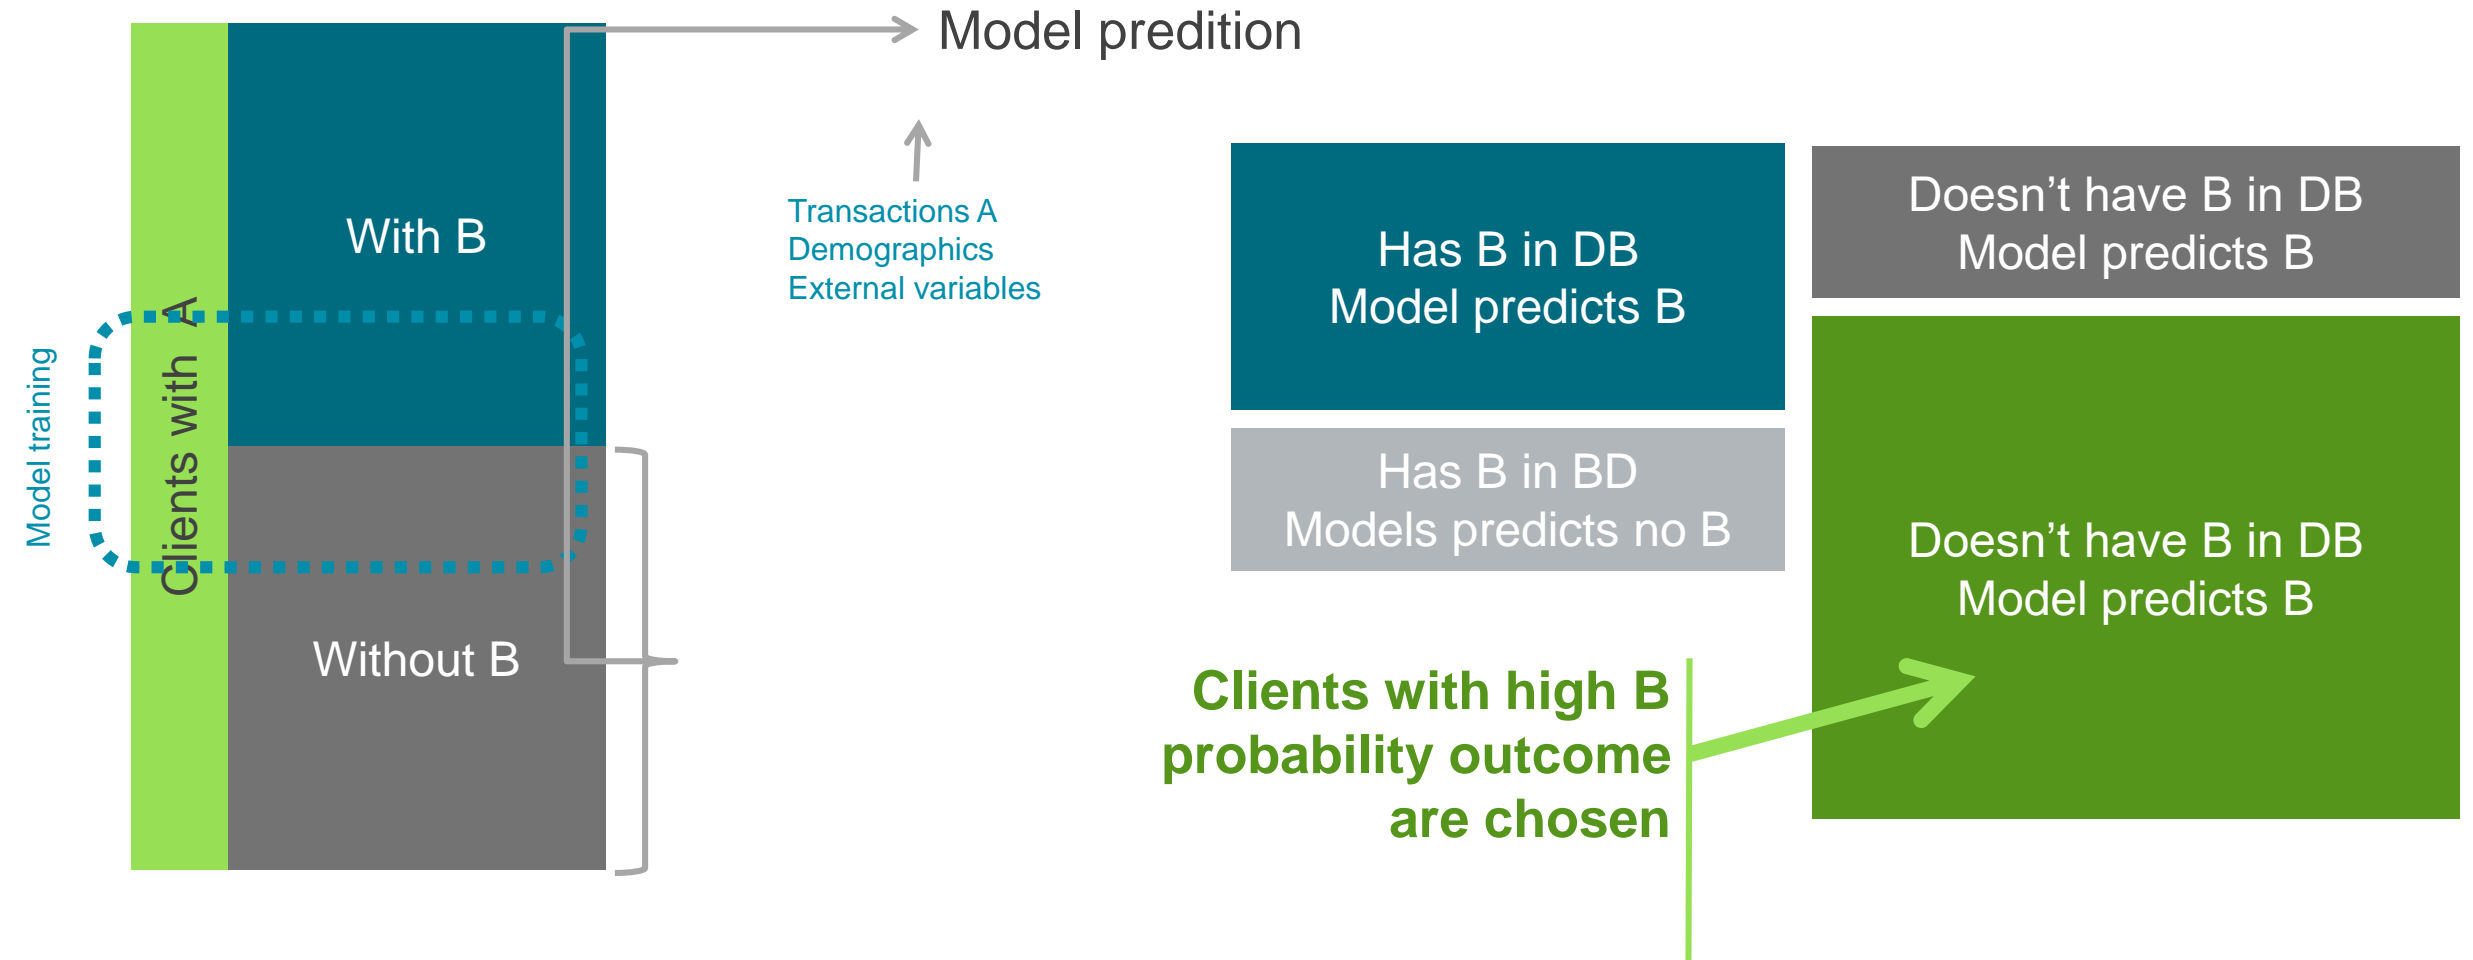 Model predition
Transactions A
Demographics
External variables
With B
Without B
Clients with A
Model training
Has B in DB
Model predicts B
Has B in BD
Models predicts no B
Doesn’t have B in DB
Model predicts B
Doesn’t have B in DB
Model predicts B
Clients with high B
probability outcome
are chosen